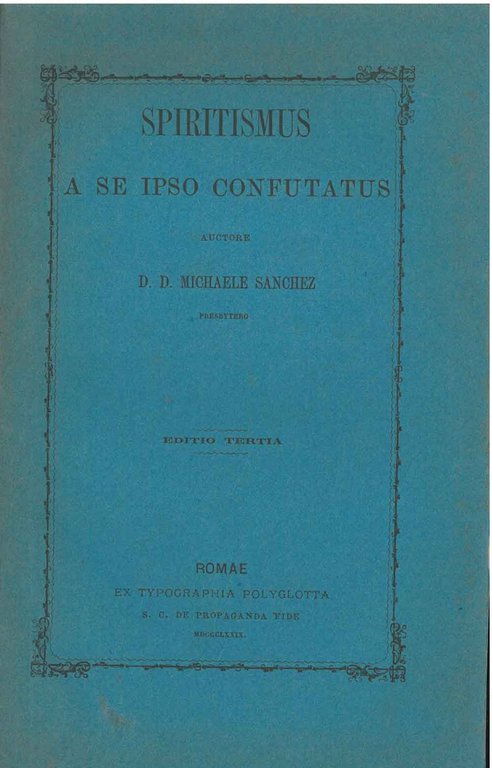 SPIRITISMUS
A SE IPSO CONFUTATUS
AUCTORE
D. D. MICHAELE SANCHEZ
PRESBYTERO
EDITIO TERTIA
ROMAE
EX TYPOGRAPHIA POLYGLOTTA
S. C. DE PROPAGANDA FIDE
MDCCCLXXIX.